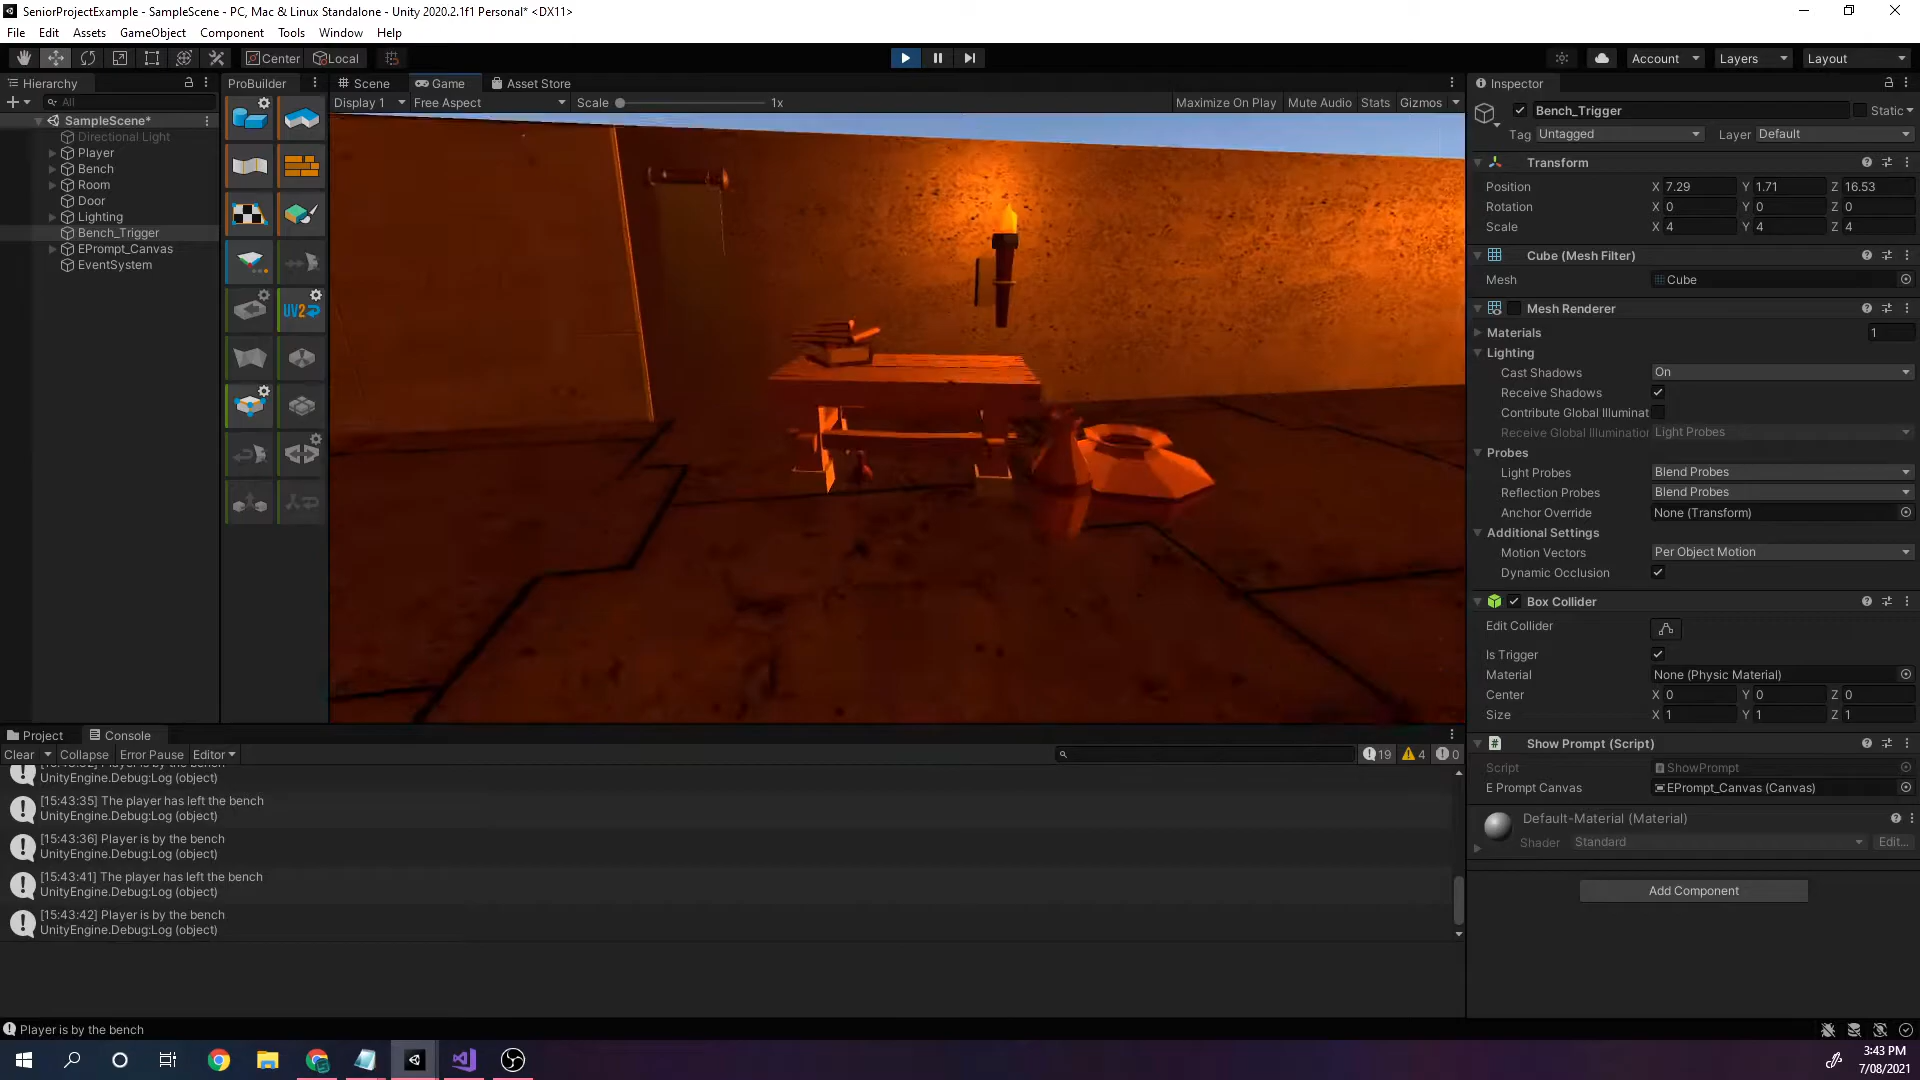 SeniorProjectExample - SampleScene - PC, Mac & Linux Standalone - Unity 2020.2.1f1 Personal* <DX11>
File Edit Assets GameObject Component Tools Window Help
Center Local Account Layers Layout
Hierarchy ProBuilder Scene Game Asset Store Inspector
All Display 1 Free Aspect Scale 1x Maximize On Play Mute Audio Stats Gizmos
SampleScene*
Directional Light
Player
Bench
Room
Door
Lighting
Bench_Trigger
EPrompt_Canvas
EventSystem
UV2
Bench_Trigger Static
Tag Untagged Layer Default
Transform
Position X 7.29 Y 1.71 Z 16.53
Rotation X 0 Y 0 Z 0
Scale X 4 Y 4 Z 4
Cube (Mesh Filter)
Mesh Cube
Mesh Renderer
Materials 1
Lighting
Cast Shadows On
Receive Shadows
Contribute Global Illuminat
Receive Global Illumination Light Probes
Probes
Light Probes Blend Probes
Reflection Probes Blend Probes
Anchor Override None (Transform)
Additional Settings
Motion Vectors Per Object Motion
Dynamic Occlusion
Box Collider
Edit Collider
Is Trigger
Material None (Physic Material)
Center X 0 Y 0 Z 0
Size X 1 Y 1 Z 1
Show Prompt (Script)
Script ShowPrompt
E Prompt Canvas EPrompt_Canvas (Canvas)
Default-Material (Material)
Shader Standard Edit...
Add Component
Project Console
Clear Collapse Error Pause Editor 19 4 0
UnityEngine.Debug:Log (object)
[15:43:35] The player has left the bench
UnityEngine.Debug:Log (object)
[15:43:36] Player is by the bench
UnityEngine.Debug:Log (object)
[15:43:41] The player has left the bench
UnityEngine.Debug:Log (object)
[15:43:42] Player is by the bench
UnityEngine.Debug:Log (object)
Player is by the bench
3:43 PM
7/08/2021